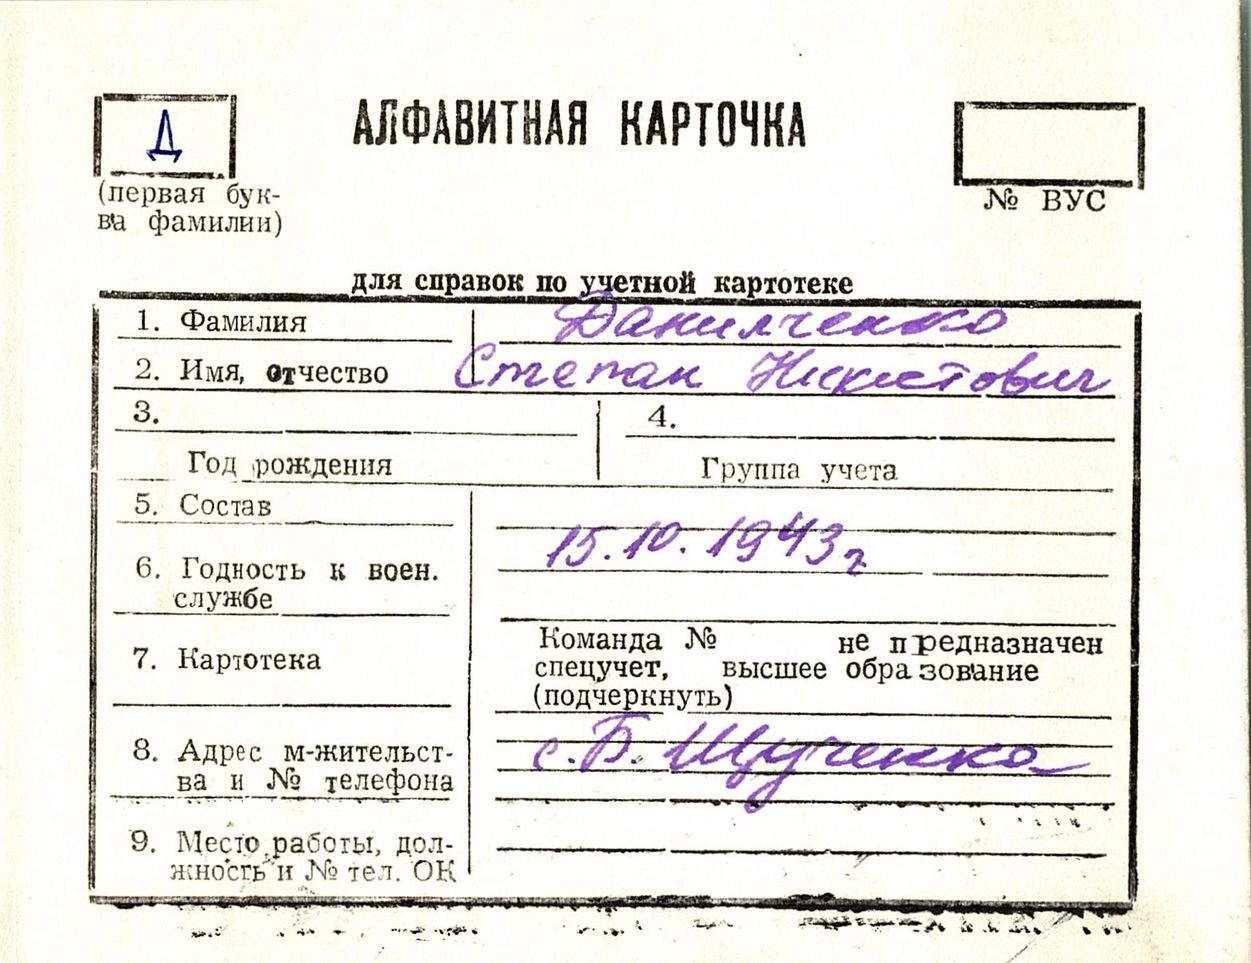 Д
АЛФАВИТНАЯ КАРТОЧКА
(первая бук-
ва фамилии)
№ ВУС
для справок по учетной картотеке
1. Фамилия Данилченко
2. Имя, отчество Степан Никитович
3. 4.
Год рождения Группа учета
5. Состав
15.10.1943 г
6. Годность к воен.
службе
7. Картотека
Команда № не предназначен
спецучет, высшее образование
(подчеркнуть)
8. Адрес м-жительст-
ва и № телефона
с. Б. Щученка
9. Место работы, дол-
жность и № тел. ОК